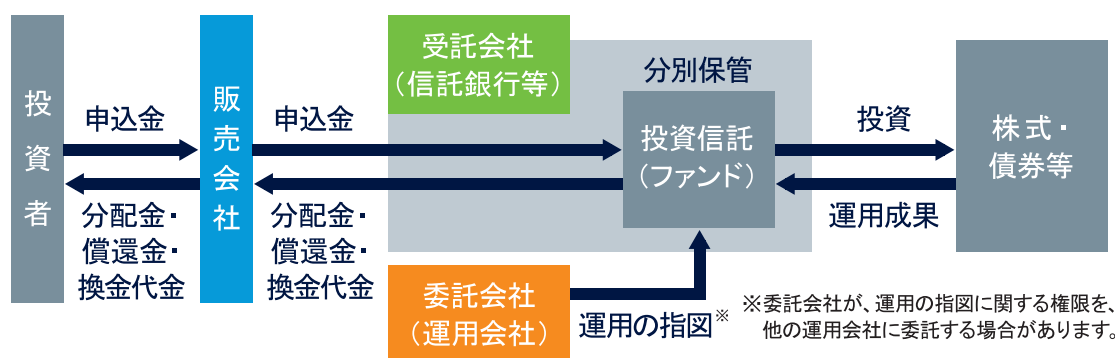 投資者
申込金
分配金・
償還金・
換金代金
販売会社
申込金
分配金・
償還金・
換金代金
受託会社
(信託銀行等)
分別保管
投資信託
(ファンド)
委託会社
(運用会社)
運用の指図※
投資
運用成果
株式・
債券等
※委託会社が、運用の指図に関する権限を、
他の運用会社に委託する場合があります。